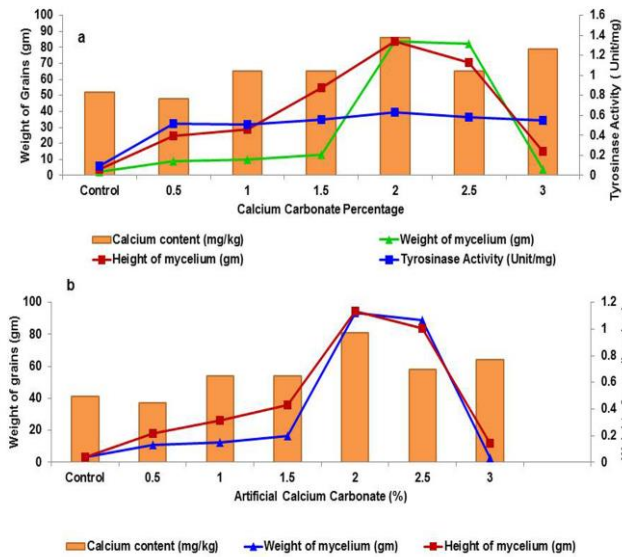 a
Weight of Grains (gm)
100
90
80
70
60
50
40
30
20
10
0
1.6
1.4
1.2
1
0.8
0.6
0.4
0.2
0
Tyrosinase Activity ( Unit/mg)
Control 0.5 1 1.5 2 2.5 3
Calcium Carbonate Percentage
Calcium content (mg/kg) Weight of mycelium (gm)
Height of mycelium (gm) Tyrosinase Activity (Unit/mg)
b
Weight of grains (gm)
100
80
60
40
20
0
1.2
1
0.8
0.6
0.4
0.2
0
Control 0.5 1 1.5 2 2.5 3
Artificial Calcium Carbonate (%)
Calcium content (mg/kg) Weight of mycelium (gm) Height of mycelium (gm)